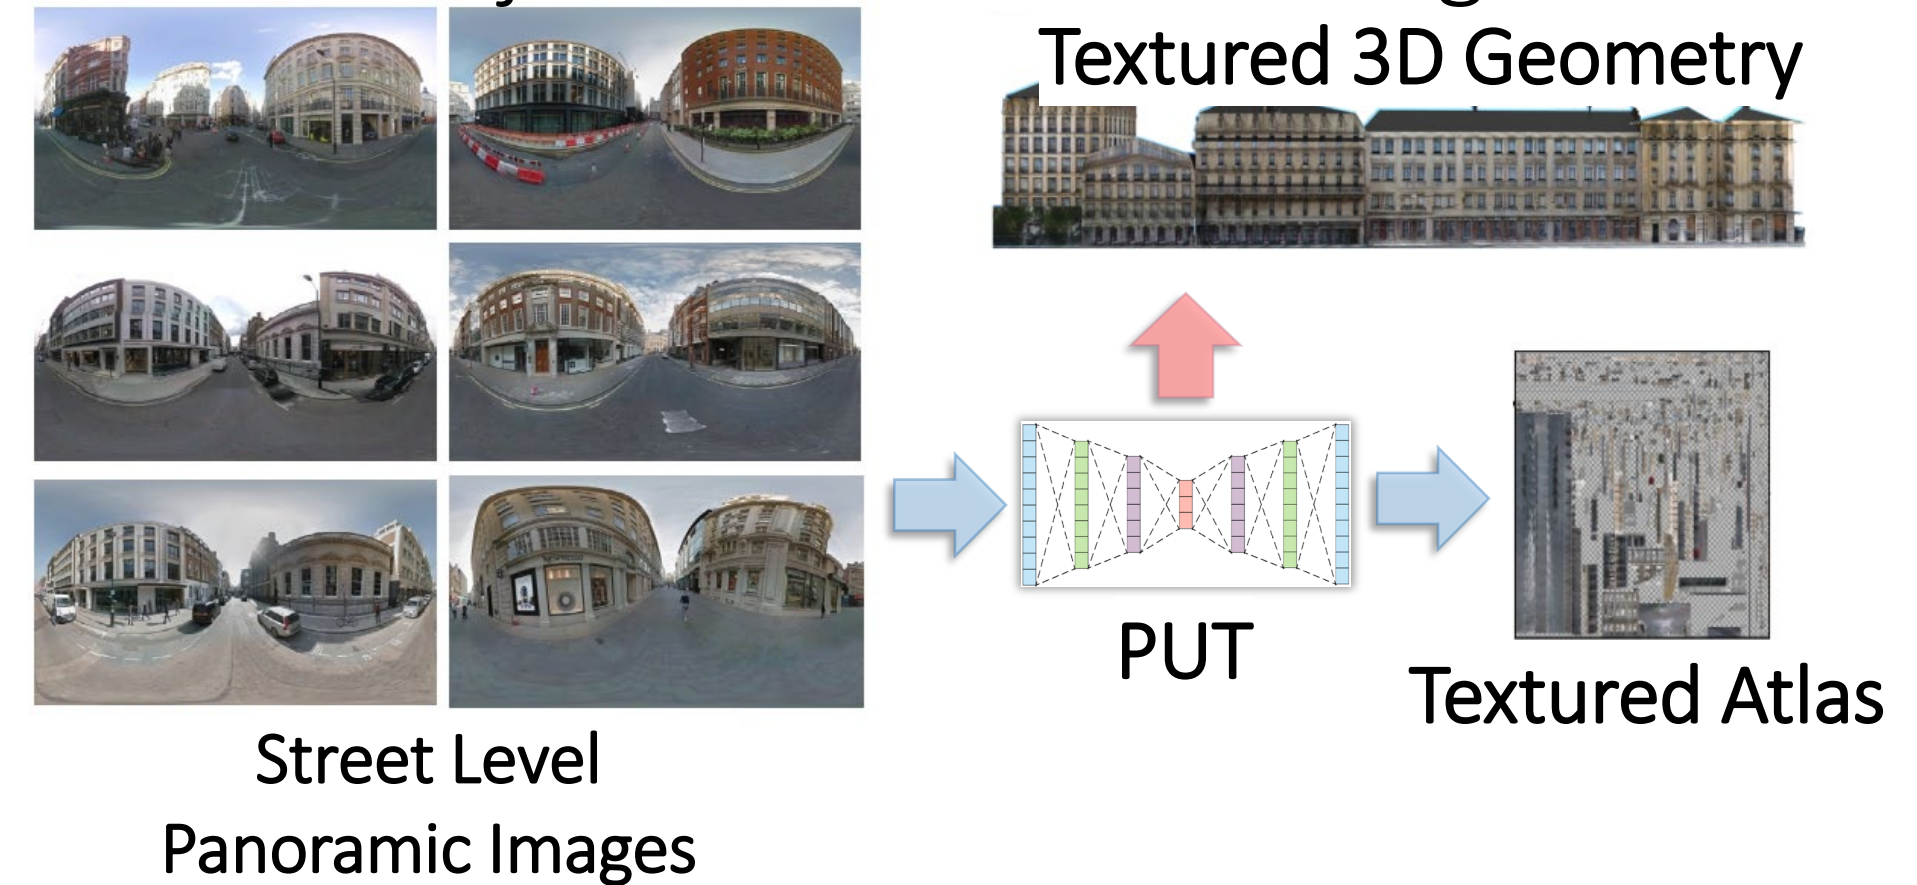 Textured 3D Geometry
PUT
Textured Atlas
Street Level
Panoramic Images